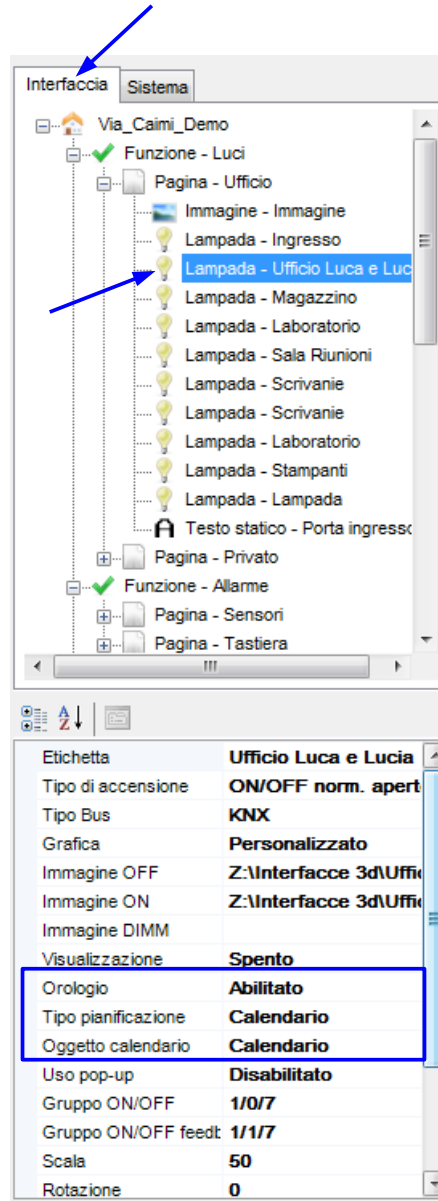 Interfaccia Sistema
Via_Caimi_Demo
Funzione - Luci
Pagina - Ufficio
Immagine - Immagine
Lampada - Ingresso
Lampada - Ufficio Luca e Luc
Lampada - Magazzino
Lampada - Laboratorio
Lampada - Sala Riunioni
Lampada - Scrivanie
Lampada - Scrivanie
Lampada - Laboratorio
Lampada - Stampanti
Lampada - Lampada
Testo statico - Porta ingresso
Pagina - Privato
Funzione - Allarme
Pagina - Sensori
Pagina - Tastiera
Etichetta Ufficio Luca e Lucia
Tipo di accensione ON/OFF norm. apert
Tipo Bus KNX
Grafica Personalizzato
Immagine OFF Z:\Interfacce 3d\Uffic
Immagine ON Z:\Interfacce 3d\Uffic
Immagine DIMM
Visualizzazione Spento
Orologio Abilitato
Tipo pianificazione Calendario
Oggetto calendario Calendario
Uso pop-up Disabilitato
Gruppo ON/OFF 1/0/7
Gruppo ON/OFF feedb 1/1/7
Scala 50
Rotazione 0